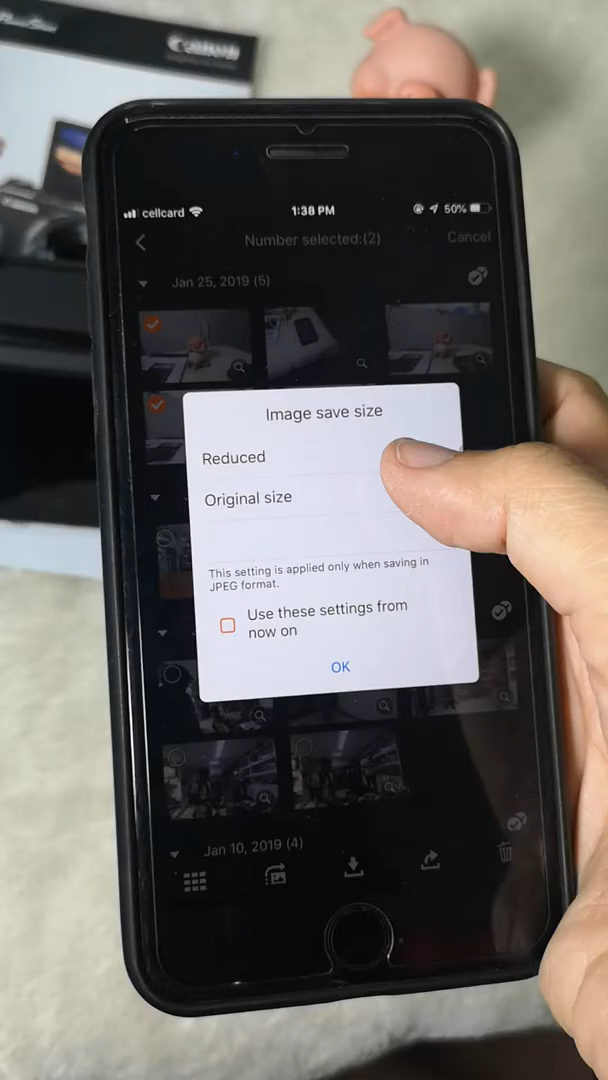 Canon
cellcard 1:38 PM 50%
Number selected:(2) Cancel
Jan 25, 2019 (5)
Image save size
Reduced
Original size
This setting is applied only when saving in
JPEG format.
Use these settings from
now on
OK
Jan 10, 2019 (4)